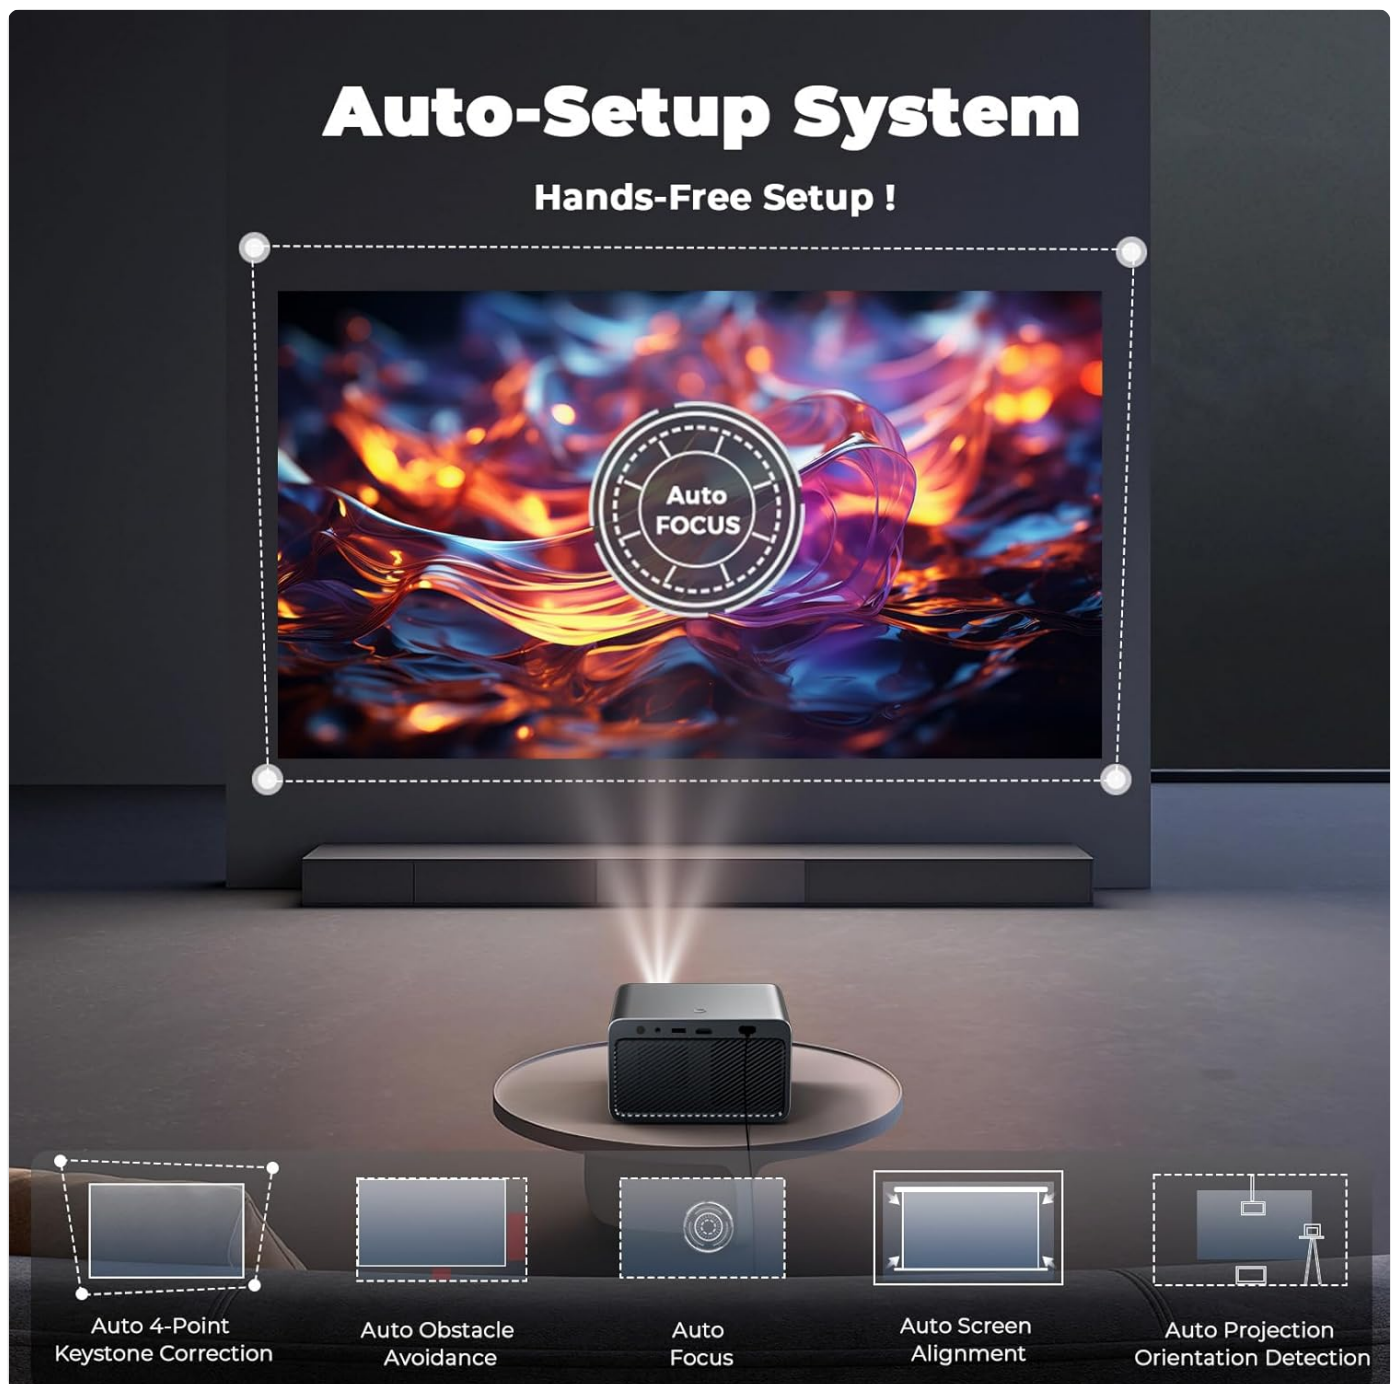 Auto-Setup System
Hands-Free Setup !
Auto
FOCUS
Auto 4-Point
Keystone Correction
Auto Obstacle
Avoidance
Auto
Focus
Auto Screen
Alignment
Auto Projection
Orientation Detection